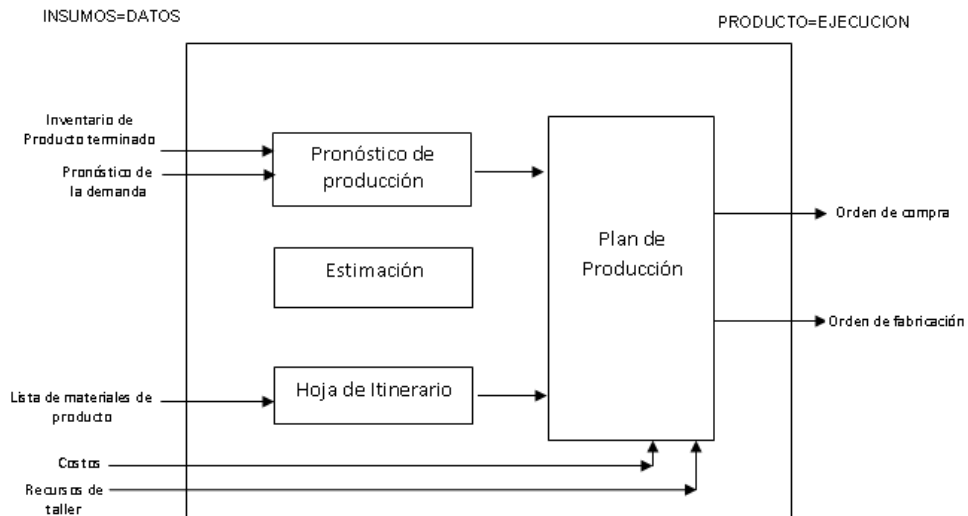 INSUMOS=DATOS
PRODUCTO=EJECUCION
Inventario de
Producto terminado
Pronóstico de
la demanda
Pronóstico de
producción
Estimación
Plan de
Producción
Orden de compra
Orden de fabricación
Hoja de Itinerario
Lista de materiales de
producto
Costos
Recursos de
taller